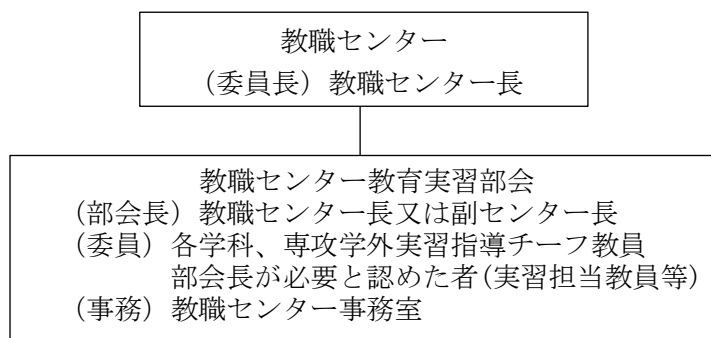 教職センター
（委員長）教職センター長
教職センター教育実習部会
（部会長）教職センター長又は副センター長
（委員）各学科、専攻学外実習指導チーフ教員
部会長が必要と認めた者(実習担当教員等)
（事務）教職センター事務室